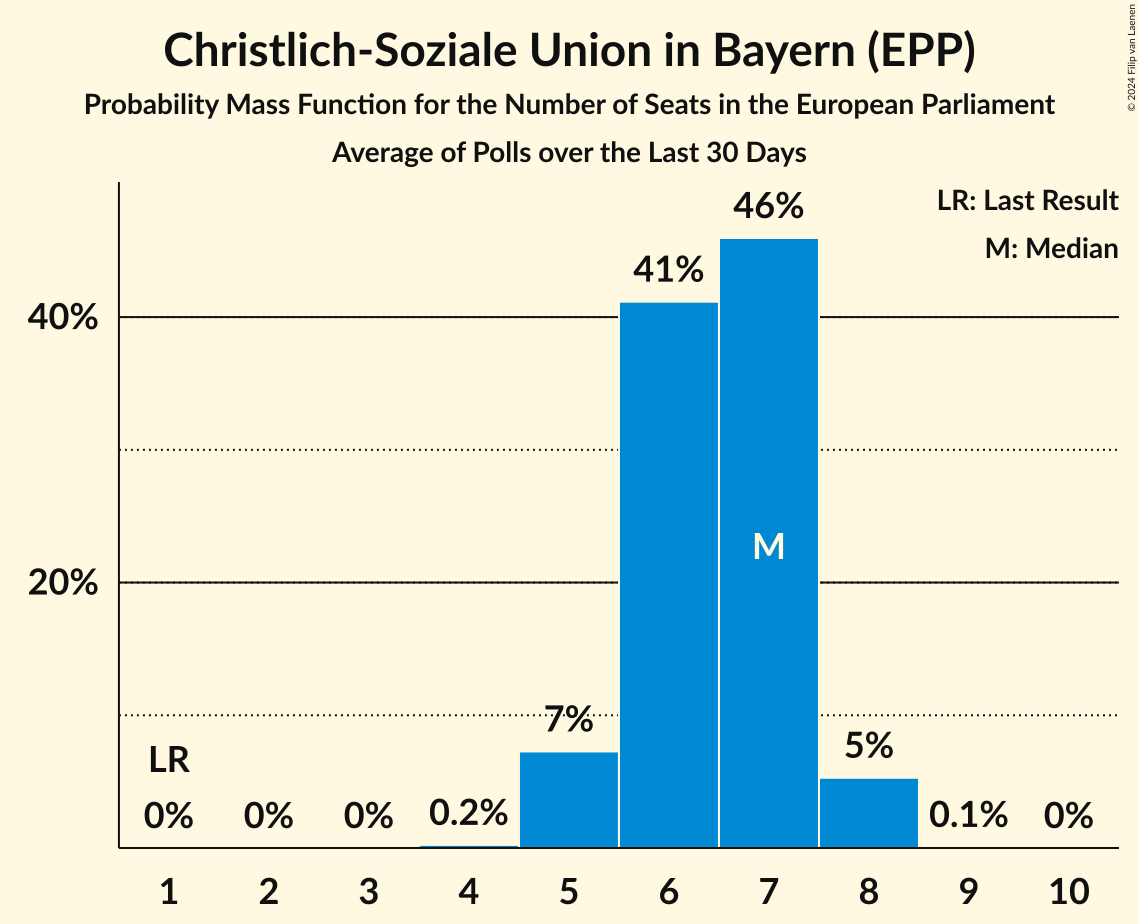 Christlich-Soziale Union in Bayern (EPP)
Probability Mass Function for the Number of Seats in the European Parliament
Average of Polls over the Last 30 Days
© 2024 Filip van Laenen
LR: Last Result
M: Median
46%
41%
40%
M
20%
7%
5%
LR
0% 0% 0% 0.2% 0.1% 0%
1 2 3 4 5 6 7 8 9 10